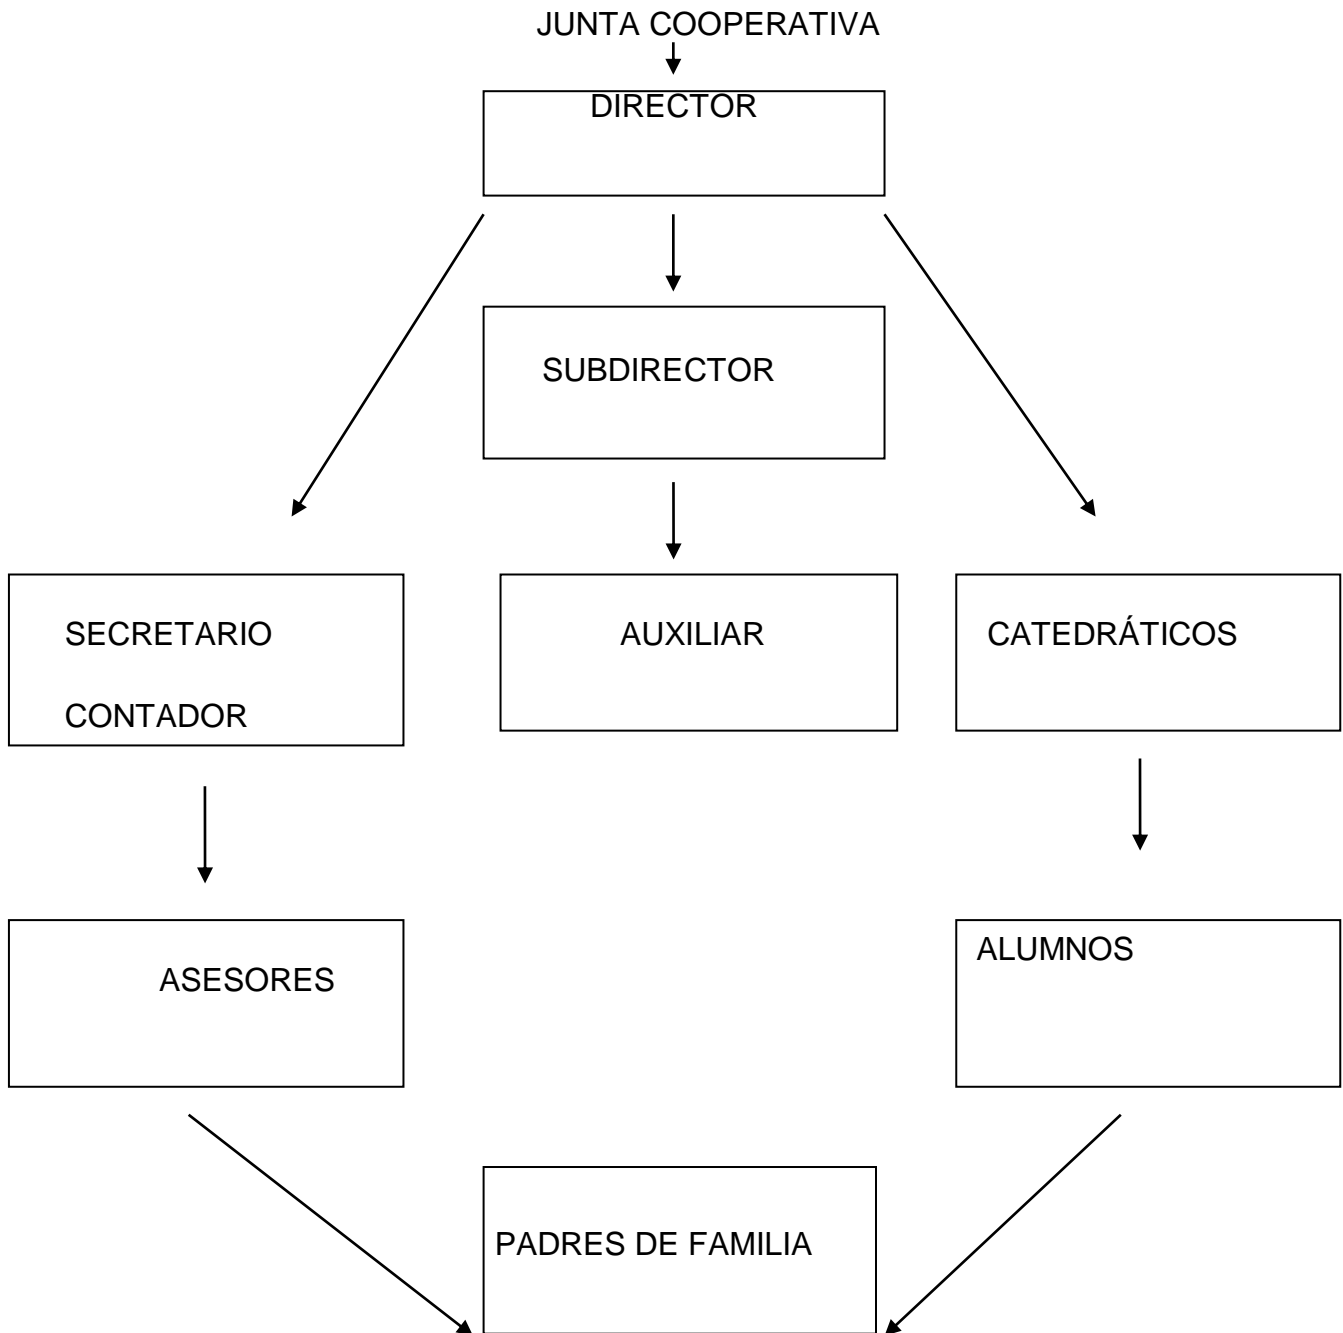 JUNTA COOPERATIVA
DIRECTOR
SUBDIRECTOR
SECRETARIO
CONTADOR
AUXILIAR
CATEDRÁTICOS
ASESORES
ALUMNOS
PADRES DE FAMILIA